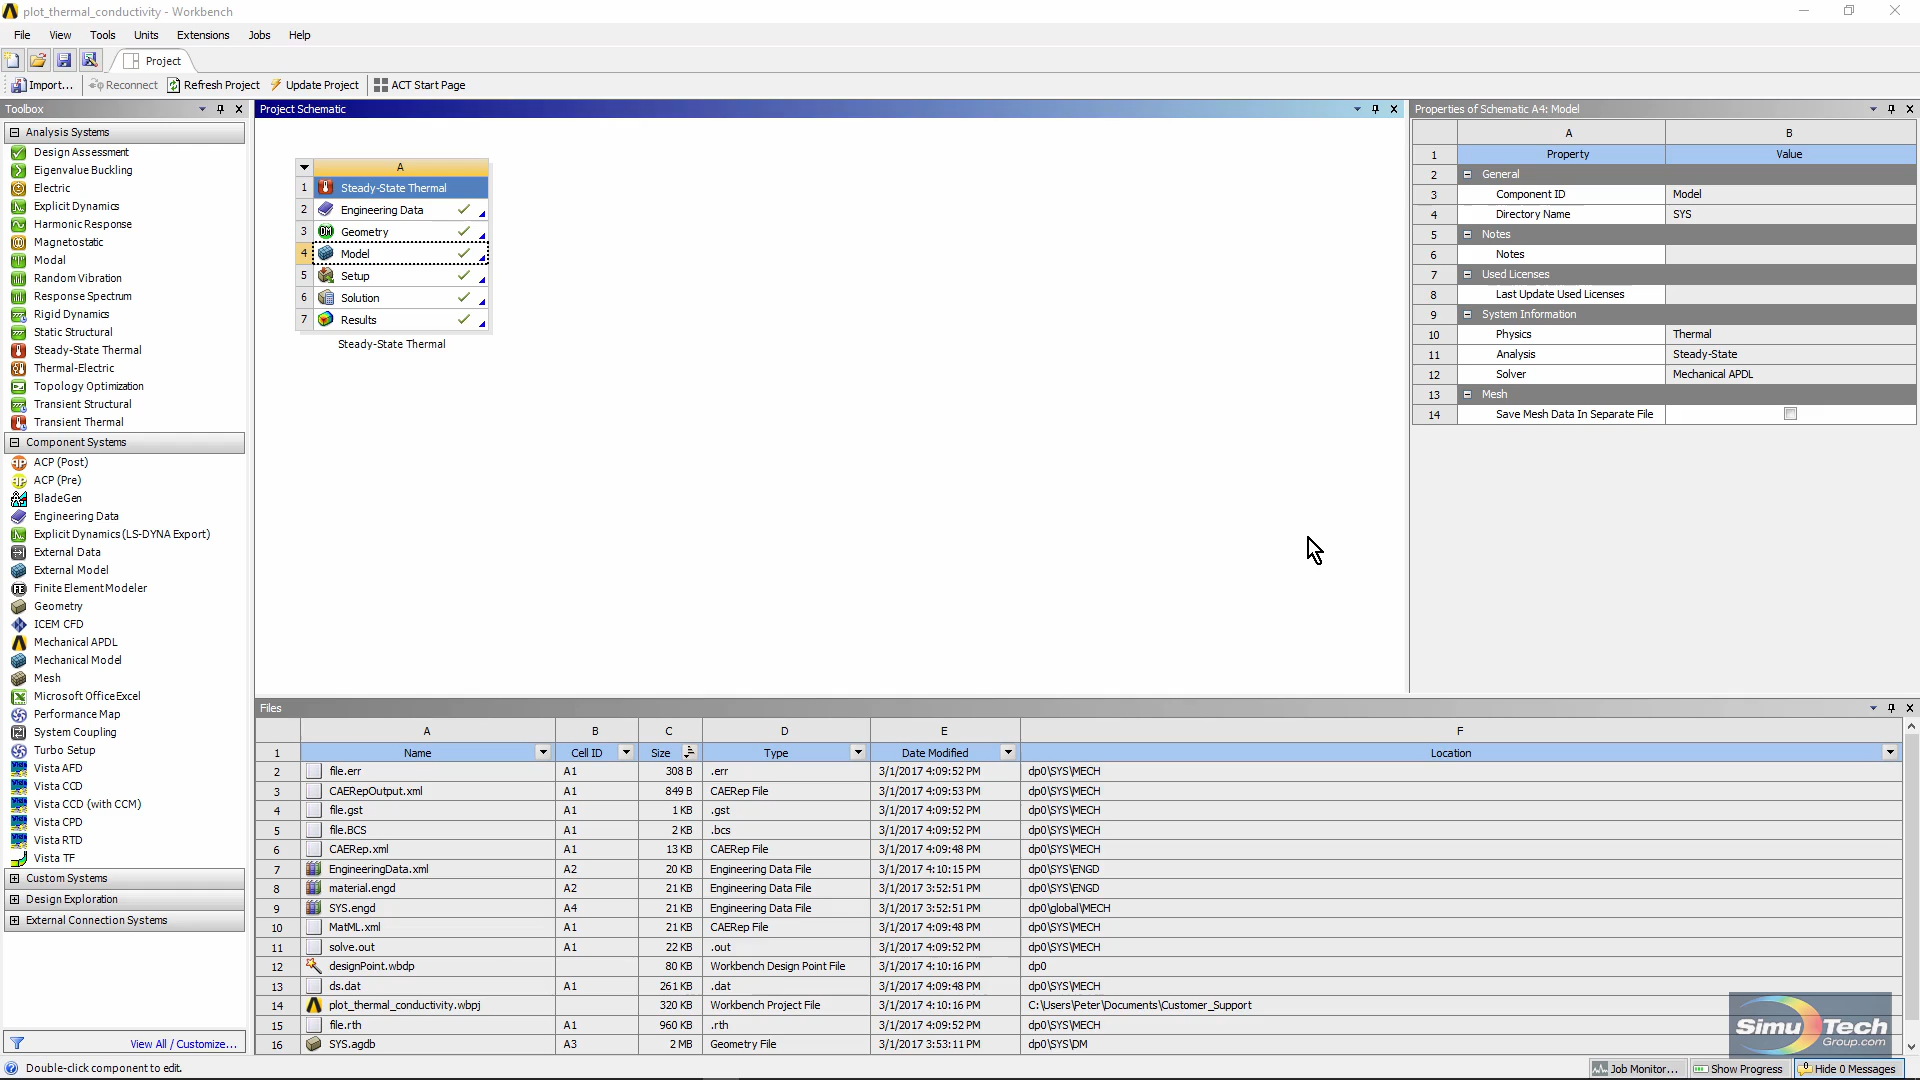 plot_thermal_conductivity - Workbench
File View Tools Units Extensions Jobs Help
Project
Import... Reconnect Refresh Project Update Project ACT Start Page
Toolbox
Analysis Systems
Design Assessment
Eigenvalue Buckling
Electric
Explicit Dynamics
Harmonic Response
Magnetostatic
Modal
Random Vibration
Response Spectrum
Rigid Dynamics
Static Structural
Steady-State Thermal
Thermal-Electric
Topology Optimization
Transient Structural
Transient Thermal
Component Systems
ACP (Post)
ACP (Pre)
BladeGen
Engineering Data
Explicit Dynamics (LS-DYNA Export)
External Data
External Model
Finite Element Modeler
Geometry
ICEM CFD
Mechanical APDL
Mechanical Model
Mesh
Microsoft Office Excel
Performance Map
System Coupling
Turbo Setup
Vista AFD
Vista CCD
Vista CCD (with CCM)
Vista CPD
Vista RTD
Vista TF
Custom Systems
Design Exploration
External Connection Systems
View All / Customize...
Project Schematic
A
1 Steady-State Thermal
2 Engineering Data
3 Geometry
4 Model
5 Setup
6 Solution
7 Results
Steady-State Thermal
Properties of Schematic A4: Model
A B
1 Property Value
2 General
3 Component ID Model
4 Directory Name SYS
5 Notes
6 Notes
7 Used Licenses
8 Last Update Used Licenses
9 System Information
10 Physics Thermal
11 Analysis Steady-State
12 Solver Mechanical APDL
13 Mesh
14 Save Mesh Data In Separate File
Files
A B C D E F
1 Name Cell ID Size Type Date Modified Location
2 file.err A1 308 B .err 3/1/2017 4:09:52 PM dp0\SYS\MECH
3 CAERepOutput.xml A1 849 B CAERep File 3/1/2017 4:09:53 PM dp0\SYS\MECH
4 file.gst A1 1 KB .gst 3/1/2017 4:09:52 PM dp0\SYS\MECH
5 file.BCS A1 2 KB .bcs 3/1/2017 4:09:52 PM dp0\SYS\MECH
6 CAERep.xml A1 13 KB CAERep File 3/1/2017 4:09:48 PM dp0\SYS\MECH
7 EngineeringData.xml A2 20 KB Engineering Data File 3/1/2017 4:10:15 PM dp0\SYS\ENGD
8 material.engd A2 21 KB Engineering Data File 3/1/2017 3:52:51 PM dp0\SYS\ENGD
9 SYS.engd A4 21 KB Engineering Data File 3/1/2017 3:52:51 PM dp0\global\MECH
10 MatML.xml A1 21 KB CAERep File 3/1/2017 4:09:48 PM dp0\SYS\MECH
11 solve.out A1 22 KB .out 3/1/2017 4:09:52 PM dp0\SYS\MECH
12 designPoint.wbdp 80 KB Workbench Design Point File 3/1/2017 4:10:16 PM dp0
13 ds.dat A1 261 KB .dat 3/1/2017 4:09:48 PM dp0\SYS\MECH
14 plot_thermal_conductivity.wbpj 320 KB Workbench Project File 3/1/2017 4:10:16 PM C:\Users\Peter\Documents\Customer_Support
15 file.rth A1 960 KB .rth 3/1/2017 4:09:52 PM dp0\SYS\MECH
16 SYS.agdb A3 2 MB Geometry File 3/1/2017 3:53:11 PM dp0\SYS\DM
SimuTech
Group.com
Double-click component to edit.
Job Monitor... Show Progress Hide 0 Messages